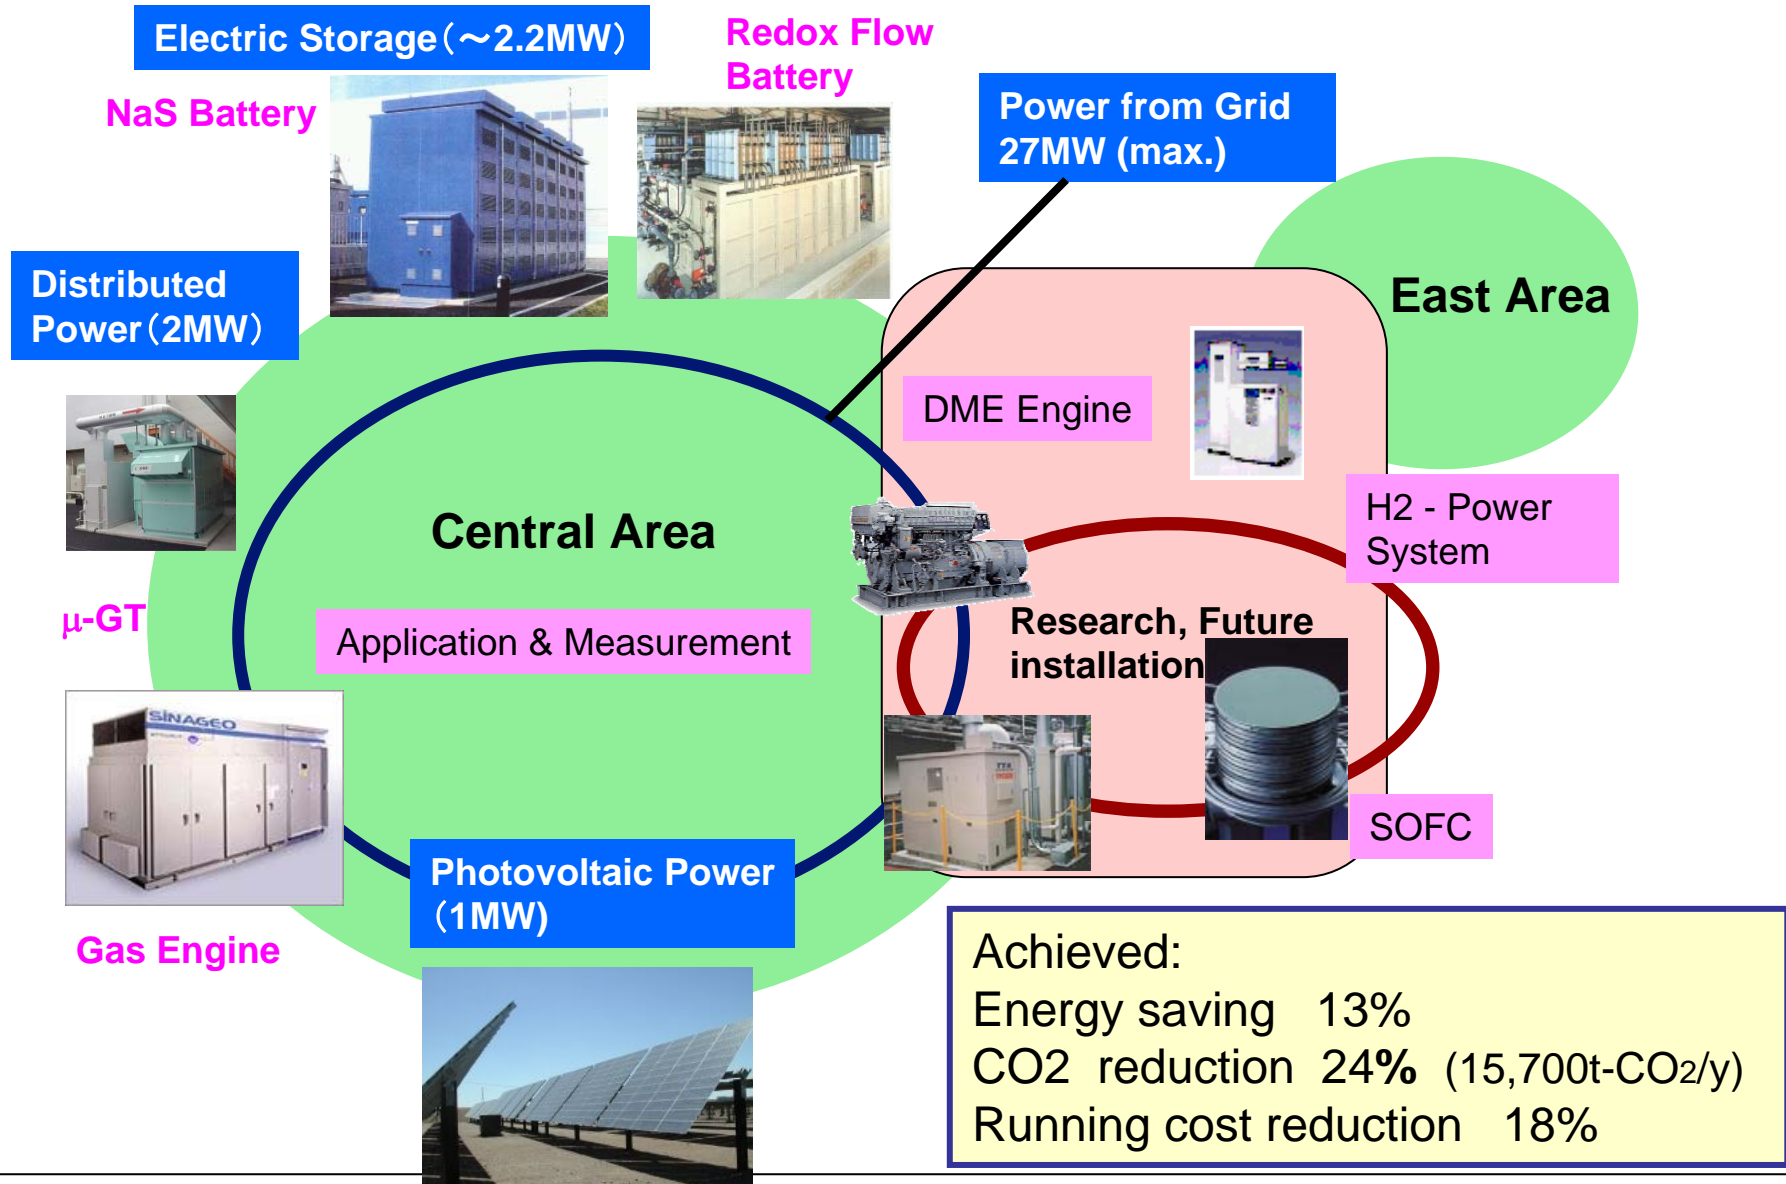 Electric Storage（～2.2MW）
Redox Flow
Battery
NaS Battery
Power from Grid
27MW (max.)
Distributed
Power（2MW）
East Area
DME Engine
Central Area
H2 - Power
System
μ-GT
Application & Measurement
Research, Future
installation
SINAGEO
SOFC
Photovoltaic Power
（1MW)
Gas Engine
Achieved:
Energy saving 13%
CO2 reduction 24% (15,700t-CO2/y)
Running cost reduction 18%